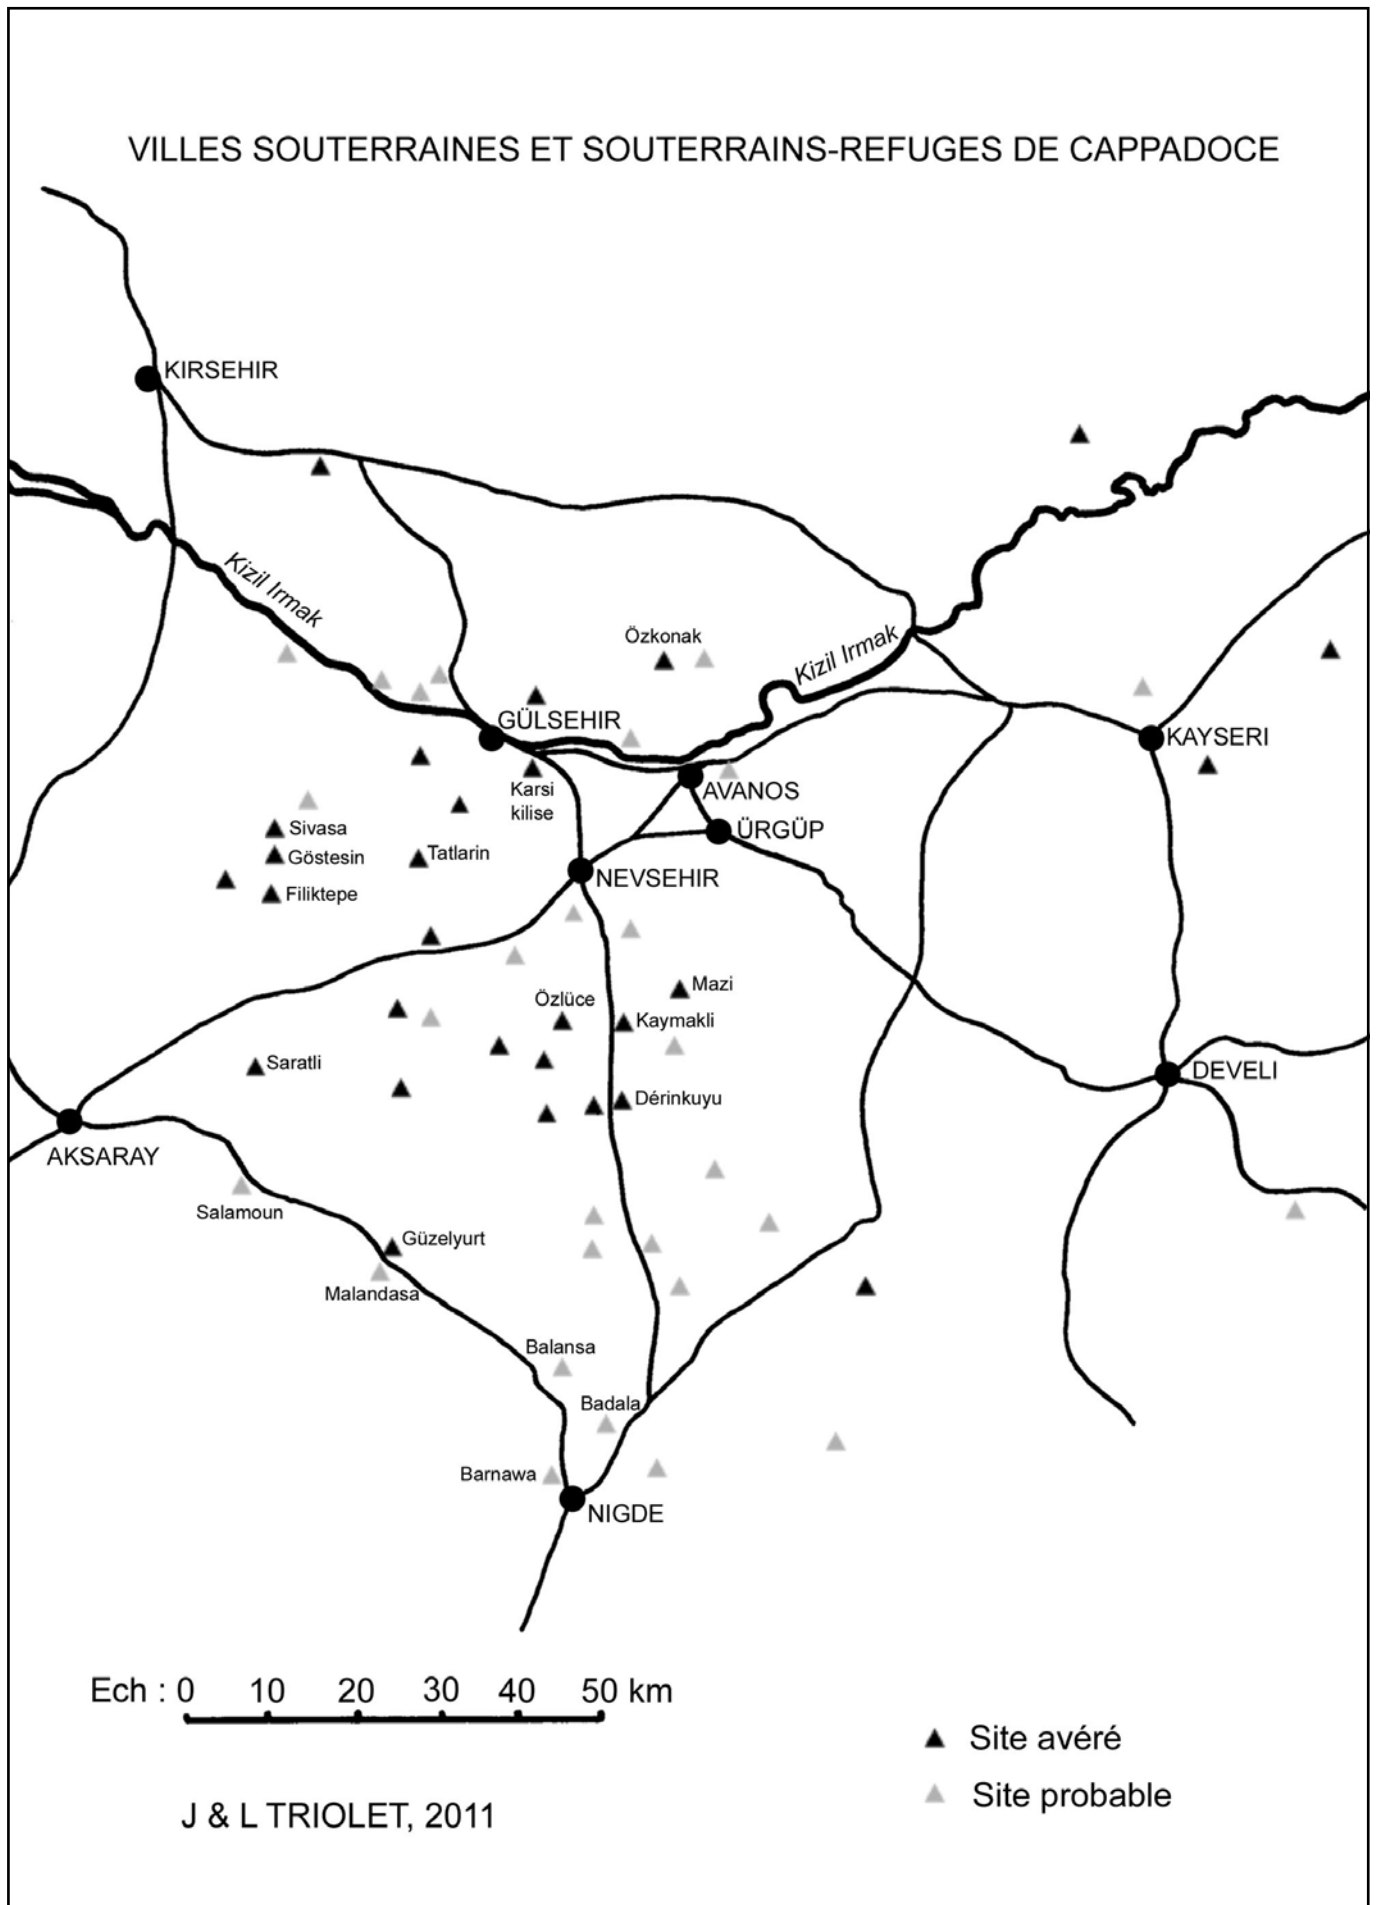 VILLES SOUTERRAINES ET SOUTERRAINS-REFUGES DE CAPPADOCE
KIRSEHIR
Kizil Irmak
Özkonak
Kizil Irmak
GÜLSEHIR
KAYSERI
Karsi
kilise
AVANOS
ÜRGÜP
Sivasa
Göstesin
Tatlarin
Filiktepe
NEVSEHIR
Mazi
Özlüce
Kaymakli
Saratli
DEVELI
Dérinkuyu
AKSARAY
Salamoun
Güzelyurt
Malandasa
Balansa
Badala
Barnawa
NIGDE
Ech : 0 10 20 30 40 50 km
Site avéré
Site probable
J & L TRIOLET, 2011